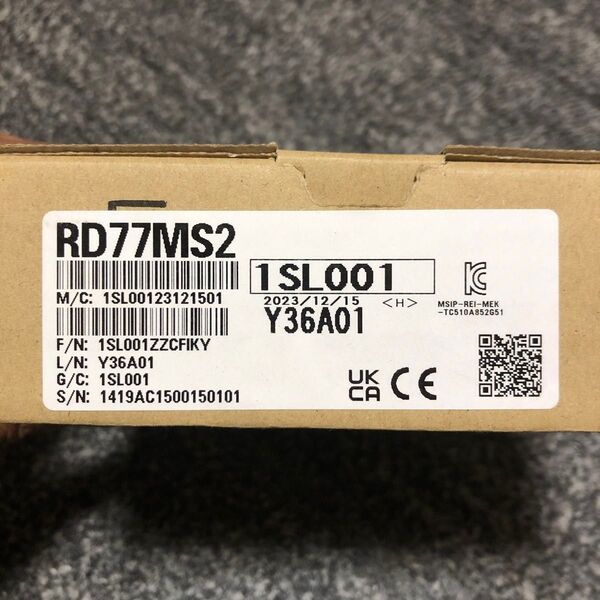 RD77MS2
1SL001
M/C: 1SL00123121501
2023/12/15 <H>
Y36A01
MSIP-REI-MEK
-TC510A852G51
F/N: 1SL001ZZCFIKY
L/N: Y36A01
G/C: 1SL001
S/N: 1419AC1500150101
UK
CA
CE